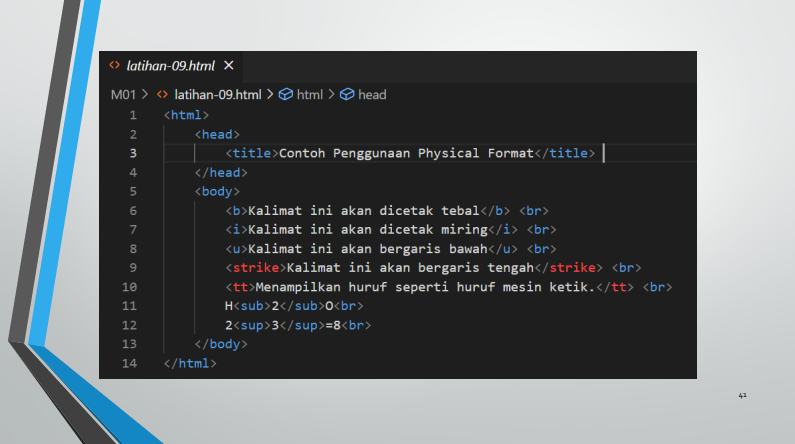 latihan-09.html ×
M01 > latihan-09.html > html > head
1 <html>
2 <head>
3 <title>Contoh Penggunaan Physical Format</title>
4 </head>
5 <body>
6 <b>Kalimat ini akan dicetak tebal</b> <br>
7 <i>Kalimat ini akan dicetak miring</i> <br>
8 <u>Kalimat ini akan bergaris bawah</u> <br>
9 <strike>Kalimat ini akan bergaris tengah</strike> <br>
10 <tt>Menampilkan huruf seperti huruf mesin ketik.</tt> <br>
11 H<sub>2</sub>O<br>
12 2<sup>3</sup>=8<br>
13 </body>
14 </html>
41